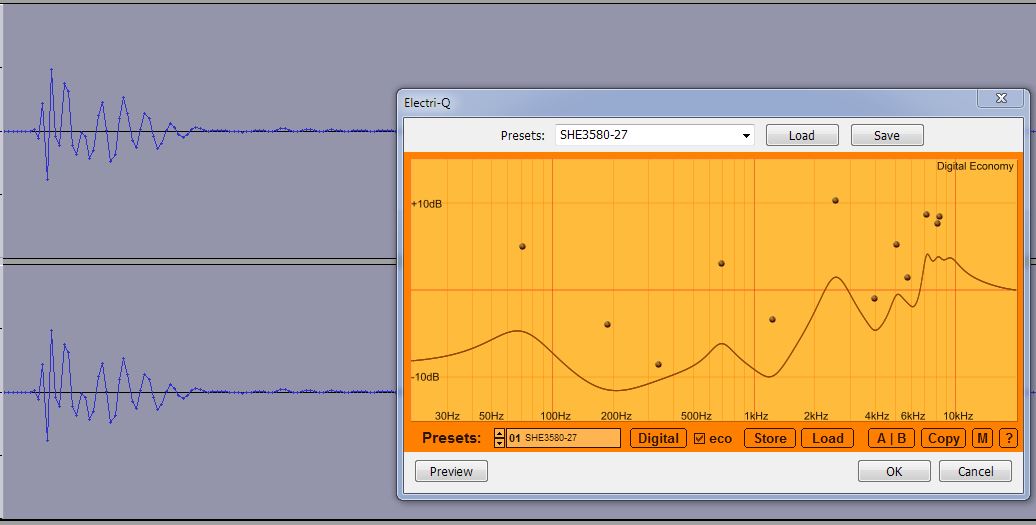 Electri-Q
Presets: SHE3580-27 Load Save
Digital Economy
+10dB
-10dB
30Hz 50Hz 100Hz 200Hz 500Hz 1kHz 2kHz 4kHz 6kHz 10kHz
Presets: 01 SHE3580-27 Digital eco Store Load A | B Copy M ?
Preview OK Cancel